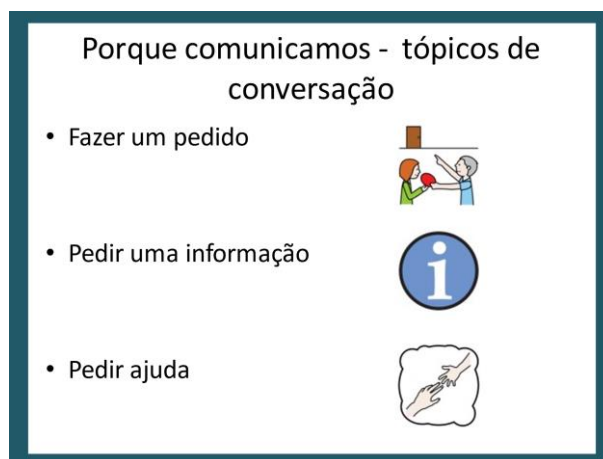 Porque comunicamos - tópicos de
conversação
• Fazer um pedido
• Pedir uma informação
i
• Pedir ajuda